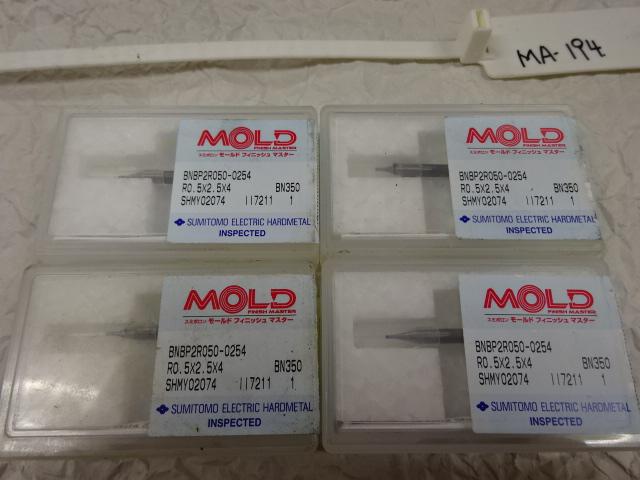 MA-194
MOLD
FINISH MASTER
スミボロン モールド フィニッシュ マスター
BNBP2R050-0254
R0.5X2.5X4 BN350
SHMY02074 II7211 1
SUMITOMO ELECTRIC HARDMETAL
INSPECTED
MOLD
FINISH MASTER
スミボロン モールド フィニッシュ マスター
BNBP2R050-0254
R0.5X2.5X4 BN350
SHMY02074 II7211 1
SUMITOMO ELECTRIC HARDMETAL
INSPECTED
MOLD
FINISH MASTER
スミボロン モールド フィニッシュ マスター
BNBP2R050-0254
R0.5X2.5X4 BN350
SHMY02074 II7211 1
SUMITOMO ELECTRIC HARDMETAL
INSPECTED
MOLD
FINISH MASTER
スミボロン モールド フィニッシュ マスター
BNBP2R050-0254
R0.5X2.5X4 BN350
SHMY02074 II7211 1
SUMITOMO ELECTRIC HARDMETAL
INSPECTED